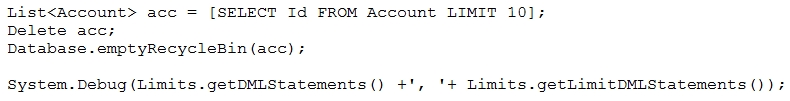 List<Account> acc = [SELECT Id FROM Account LIMIT 10];
Delete acc;
Database.emptyRecycleBin(acc);
System.Debug(Limits.getDMLStatements() +', '+ Limits.getLimitDMLStatements());